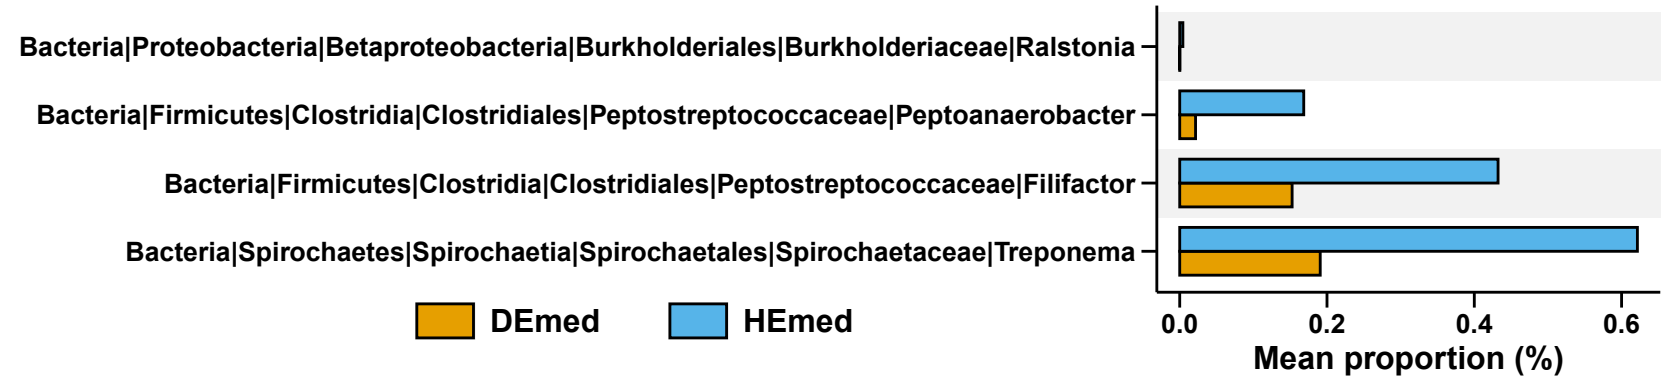 Bacteria|Proteobacteria|Betaproteobacteria|Burkholderiales|Burkholderiaceae|Ralstonia
Bacteria|Firmicutes|Clostridia|Clostridiales|Peptostreptococcaceae|Peptoanaerobacter
Bacteria|Firmicutes|Clostridia|Clostridiales|Peptostreptococcaceae|Filifactor
Bacteria|Spirochaetes|Spirochaetia|Spirochaetales|Spirochaetaceae|Treponema
DEmed HEmed
0.0 0.2 0.4 0.6
Mean proportion (%)